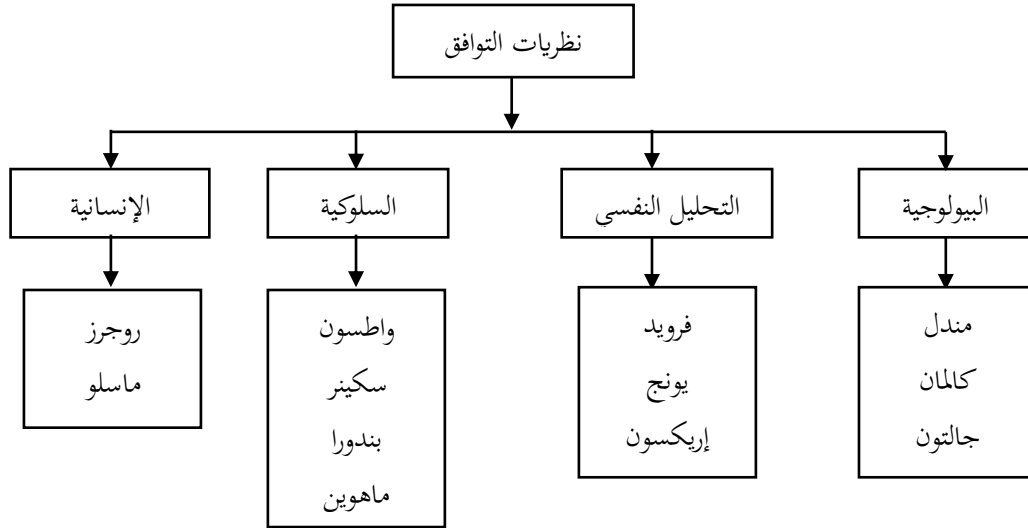 نظريات التوافق
البيولوجية
التحليل النفسي
السلوكية
الإنسانية
مندل
كالمان
جالتون
فرويد
يونج
إريكسون
واطسون
سكينر
بندورا
ماهوين
روجرز
ماسلو